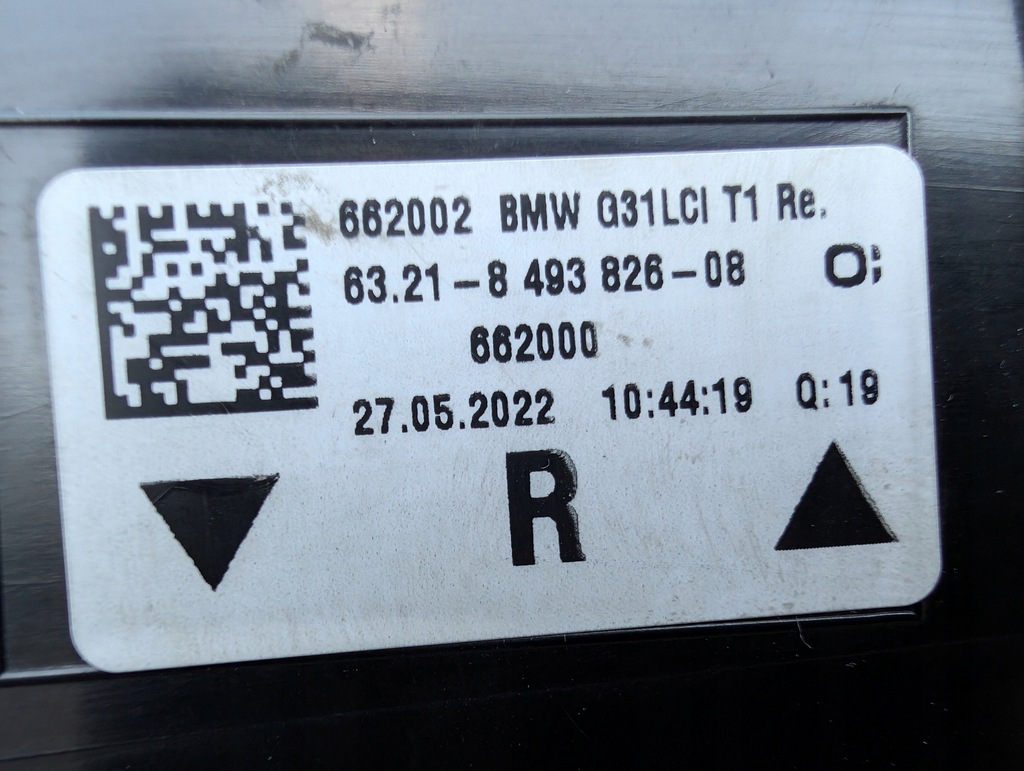 662002 BMW G31LCI T1 Re.
63.21-8 493 826-08 O;
662000
27.05.2022 10:44:19 Q:19
R